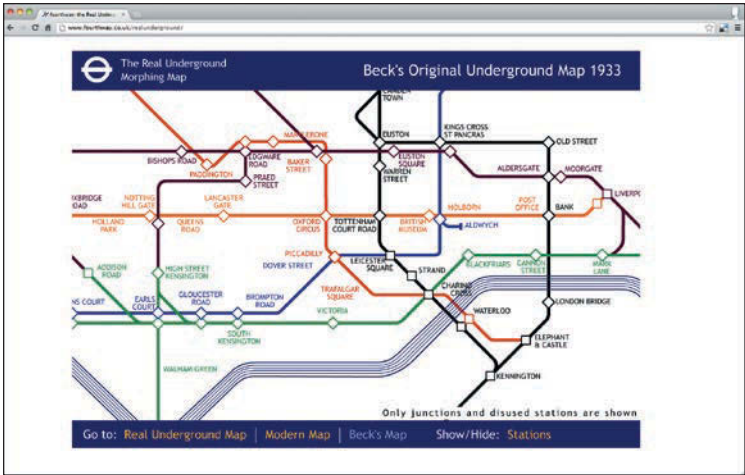 fourthway: the Real Under...
www.fourthway.co.uk/realunderground/
The Real Underground
Morphing Map
Beck's Original Underground Map 1933
TOWN
EUSTON
KINGS CROSS
ST PANCRAS
OLD STREET
BISHOPS ROAD
PADDINGTON
EDGWARE
ROAD
BAKER
STREET
EUSTON
SQUARE
WARREN
STREET
ALDERSGATE
MOORGATE
PRAED
STREET
NOTTING
HILL GATE
LANCASTER
GATE
HOLBORN
POST
OFFICE
BANK
HOLLAND
PARK
QUEENS
ROAD
OXFORD
CIRCUS
TOTTENHAM
COURT ROAD
BRITISH
MUSEUM
ALDWYCH
PICCADILLY
DOVER STREET
LEICESTER
SQUARE
STRAND
BLACKFRIARS
CANNON
STREET
MARK
LANE
ADDISON
ROAD
HIGH STREET
KENSINGTON
TRAFALGAR
SQUARE
CHARING
CROSS
NS COURT
EARLS
COURT
GLOUCESTER
ROAD
BROMPTON
ROAD
LONDON BRIDGE
VICTORIA
WATERLOO
SOUTH
KENSINGTON
ELEPHANT
& CASTLE
WALHAM GREEN
KENNINGTON
Only junctions and disused stations are shown
Go to: Real Underground Map | Modern Map | Beck's Map Show/Hide: Stations